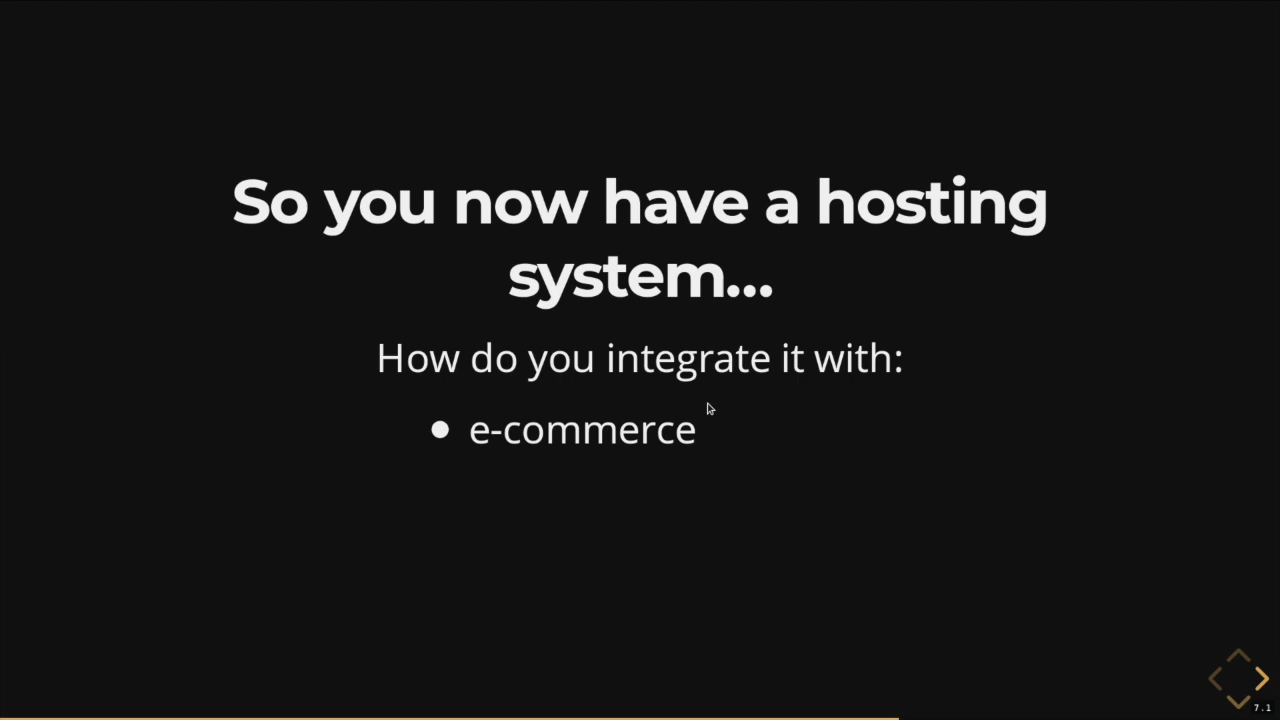 So you now have a hosting
system...
How do you integrate it with:
• e-commerce
7.1